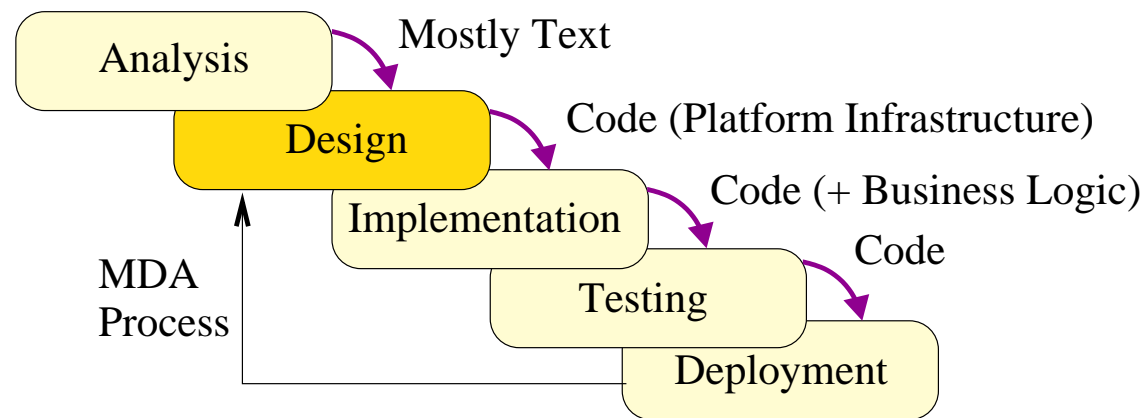 Analysis
Mostly Text
Design
Code (Platform Infrastructure)
Implementation
Code (+ Business Logic)
Testing
Code
MDA
Process
Deployment